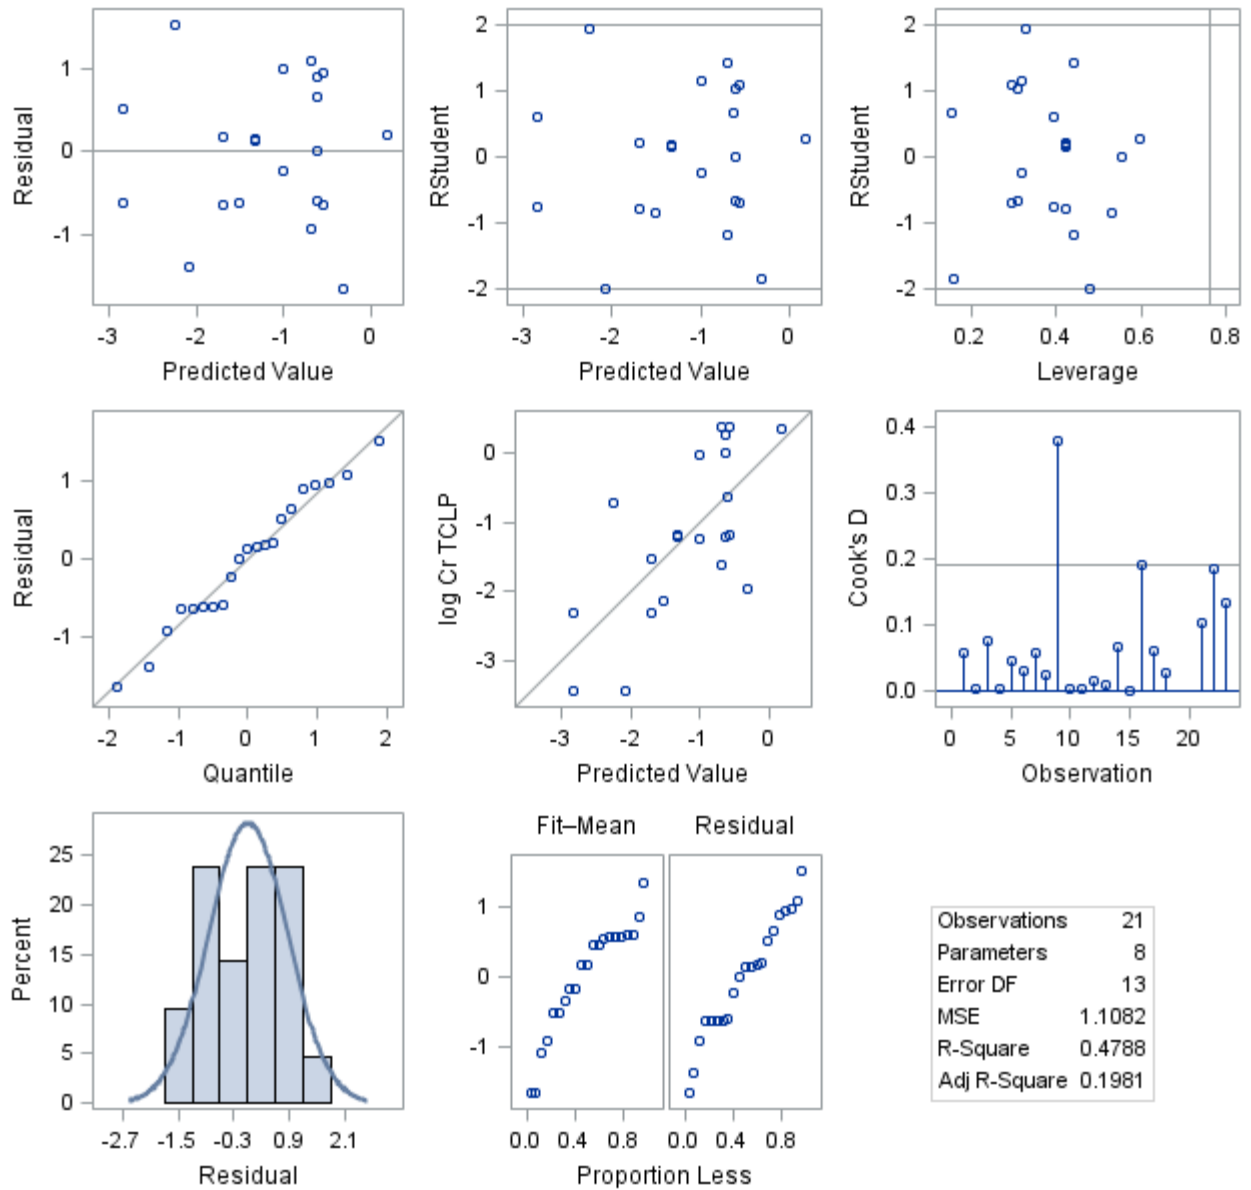 Residual
1
0
-1
-3 -2 -1 0
Predicted Value
RStudent
2
1
0
-1
-2
-3 -2 -1 0
Predicted Value
RStudent
2
1
0
-1
-2
0.2 0.4 0.6 0.8
Leverage
Residual
1
0
-1
-2 -1 0 1 2
Quantile
log Cr TCLP
0
-1
-2
-3
-3 -2 -1 0
Predicted Value
Cook's D
0.4
0.3
0.2
0.1
0.0
0 5 10 15 20
Observation
Percent
25
20
15
10
5
0
-2.7 -1.5 -0.3 0.9 2.1
Residual
Fit–Mean Residual
1
0
-1
0.0 0.4 0.8 0.0 0.4 0.8
Proportion Less
Observations 21
Parameters 8
Error DF 13
MSE 1.1082
R-Square 0.4788
Adj R-Square 0.1981